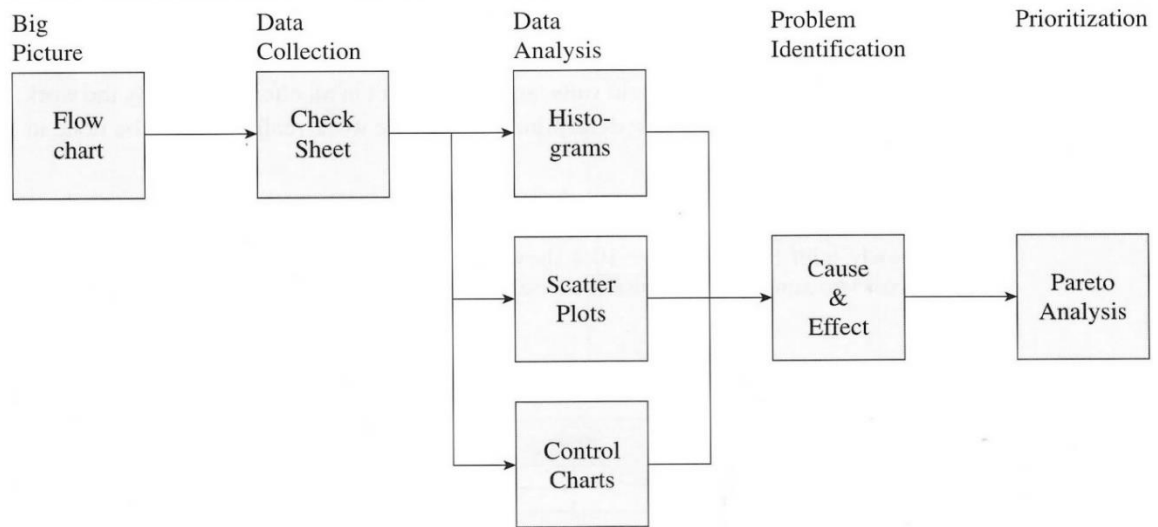 Big
Picture
Data
Collection
Data
Analysis
Problem
Identification
Prioritization
Flow
chart
Check
Sheet
Histo-
grams
Scatter
Plots
Control
Charts
Cause
&
Effect
Pareto
Analysis